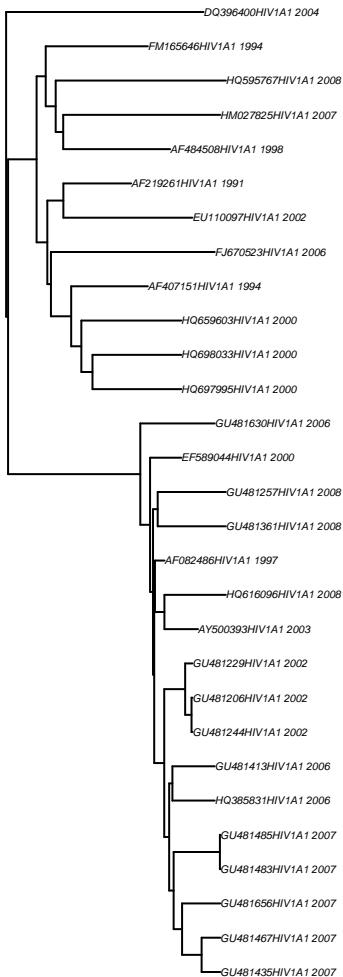 DQ396400HIV1A1 2004
FM165646HIV1A1 1994
HQ595767HIV1A1 2008
HM027825HIV1A1 2007
AF484508HIV1A1 1998
AF219261HIV1A1 1991
EU110097HIV1A1 2002
FJ670523HIV1A1 2006
AF407151HIV1A1 1994
HQ659603HIV1A1 2000
HQ698033HIV1A1 2000
HQ697995HIV1A1 2000
GU481630HIV1A1 2006
EF589044HIV1A1 2000
GU481257HIV1A1 2008
GU481361HIV1A1 2008
AF082486HIV1A1 1997
HQ616096HIV1A1 2008
AY500393HIV1A1 2003
GU481229HIV1A1 2002
GU481206HIV1A1 2002
GU481244HIV1A1 2002
GU481413HIV1A1 2006
HQ385831HIV1A1 2006
GU481485HIV1A1 2007
GU481483HIV1A1 2007
GU481656HIV1A1 2007
GU481467HIV1A1 2007
GU481435HIV1A1 2007